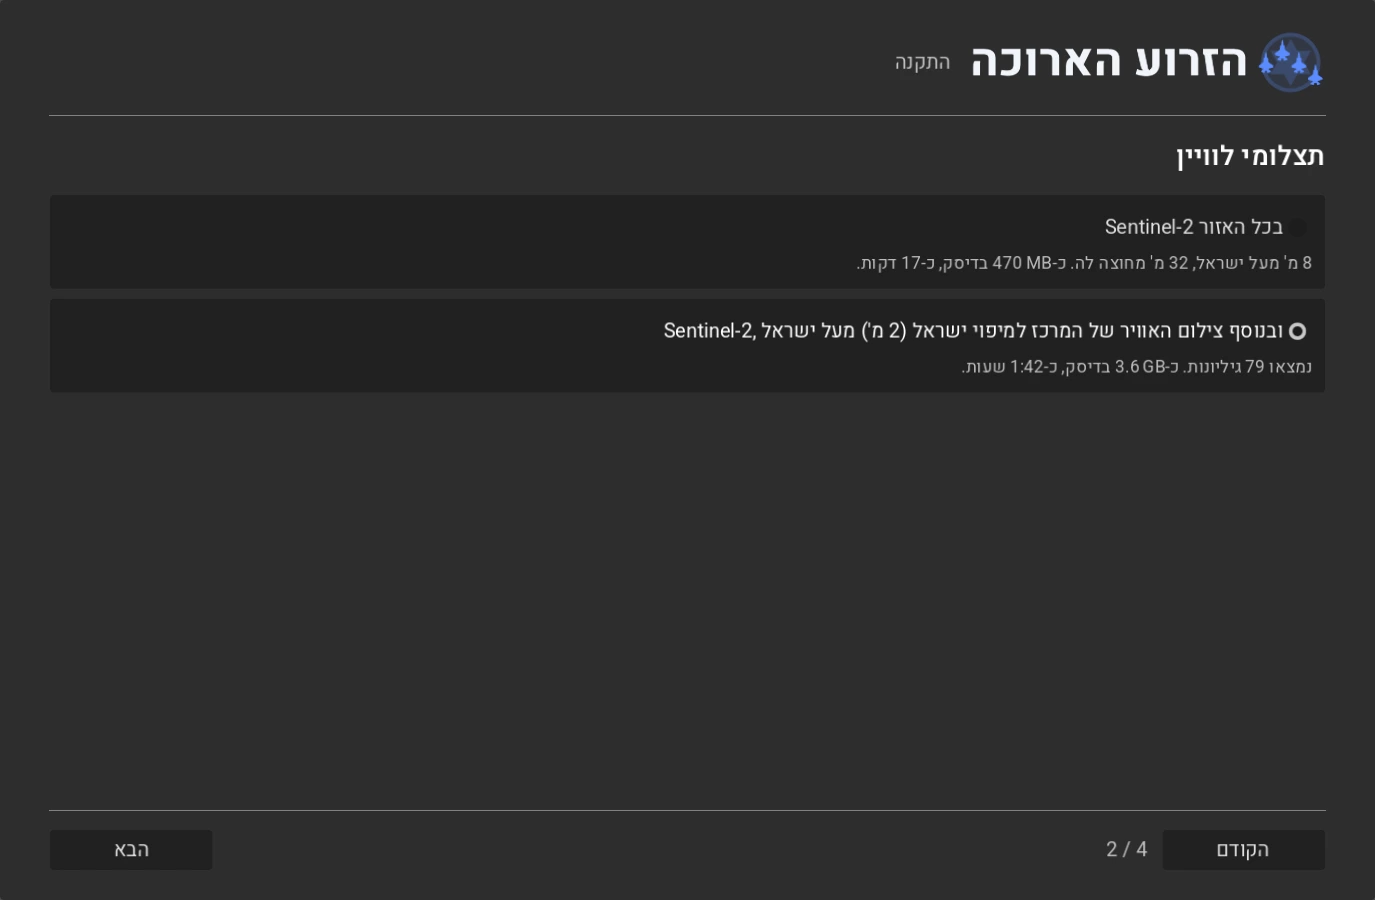 הזרוע הארוכה התקנה
תצלומי לוויין
Sentinel-2 בכל האזור
8 מ' מעל ישראל, 32 מ' מחוצה לה. כ-470 MB בדיסק, כ-17 דקות.
Sentinel-2, ובנוסף צילום האוויר של המרכז למיפוי ישראל (2 מ') מעל ישראל
נמצאו 79 גיליונות. כ-3.6 GB בדיסק, כ-1:42 שעות.
הקודם 2 / 4 הבא